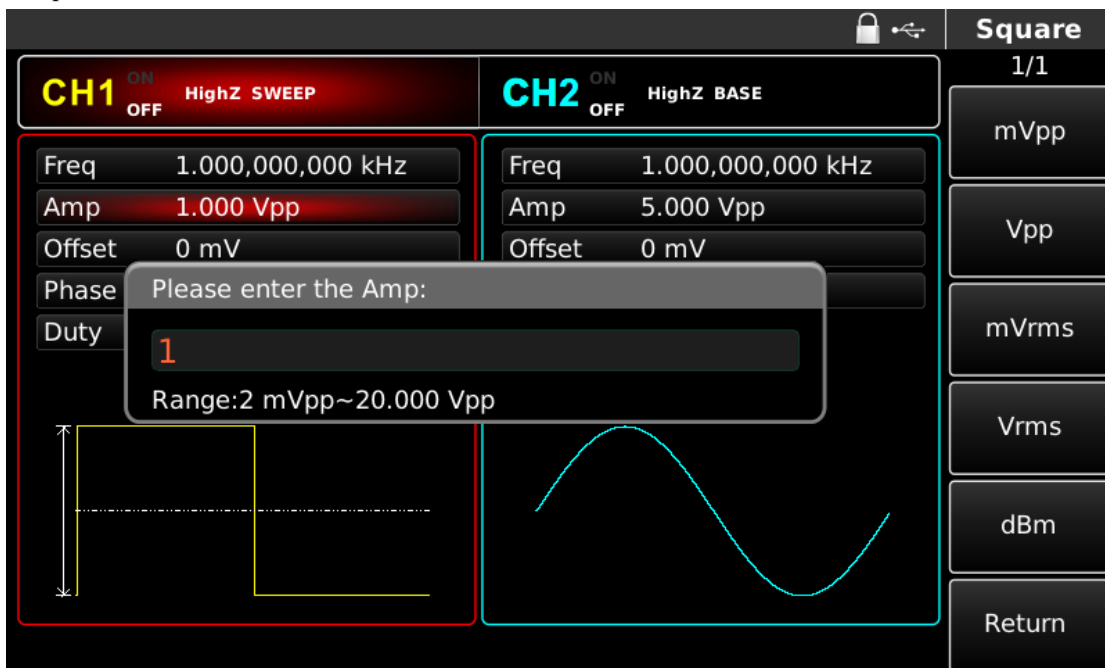 Square
1/1
CH1 ON OFF HighZ SWEEP
CH2 ON OFF HighZ BASE
Freq 1.000,000,000 kHz
Amp 1.000 Vpp
Offset 0 mV
Phase
Duty
Freq 1.000,000,000 kHz
Amp 5.000 Vpp
Offset 0 mV
Please enter the Amp:
1
Range:2 mVpp~20.000 Vpp
mVpp
Vpp
mVrms
Vrms
dBm
Return